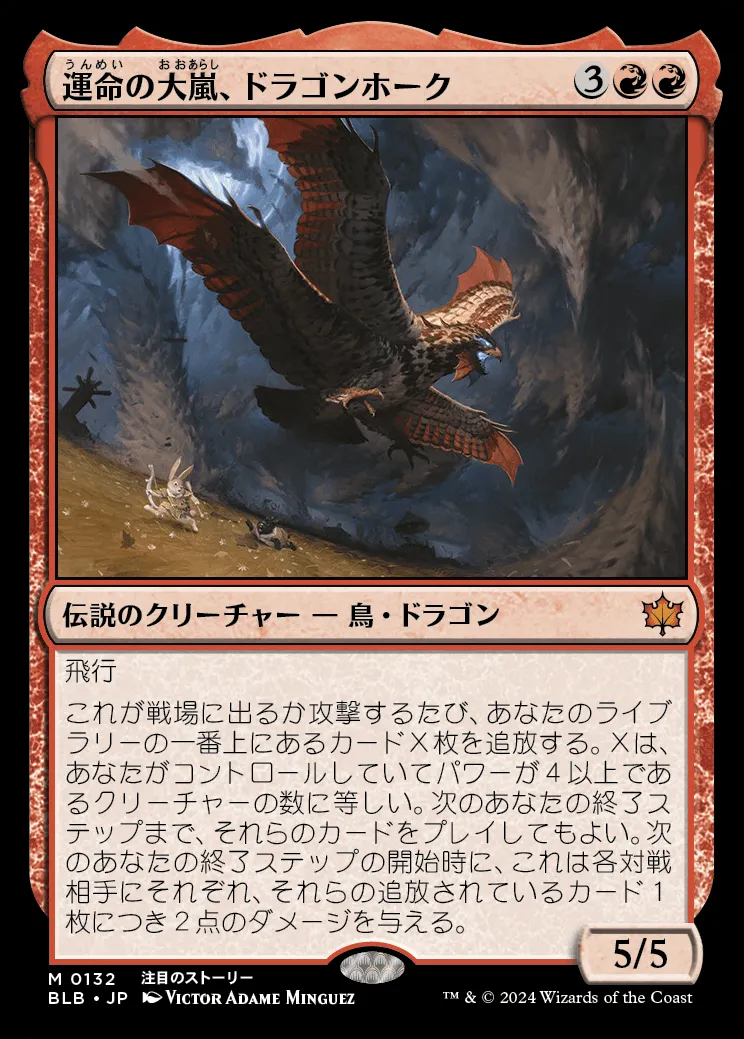 うんめい おおあらし
運命の大嵐、ドラゴンホーク 3
伝説のクリーチャー — 鳥・ドラゴン
飛行
これが戦場に出るか攻撃するたび、あなたのライブ
ラリーの一番上にあるカードX枚を追放する。Xは、
あなたがコントロールしていてパワーが４以上であ
るクリーチャーの数に等しい。次のあなたの終了ス
テップまで、それらのカードをプレイしてもよい。次
のあなたの終了ステップの開始時に、これは各対戦
相手にそれぞれ、それらの追放されているカード１
枚につき２点のダメージを与える。
5/5
M 0132 注目のストーリー
BLB • JP VICTOR ADAME MINGUEZ
™ & © 2024 Wizards of the Coast